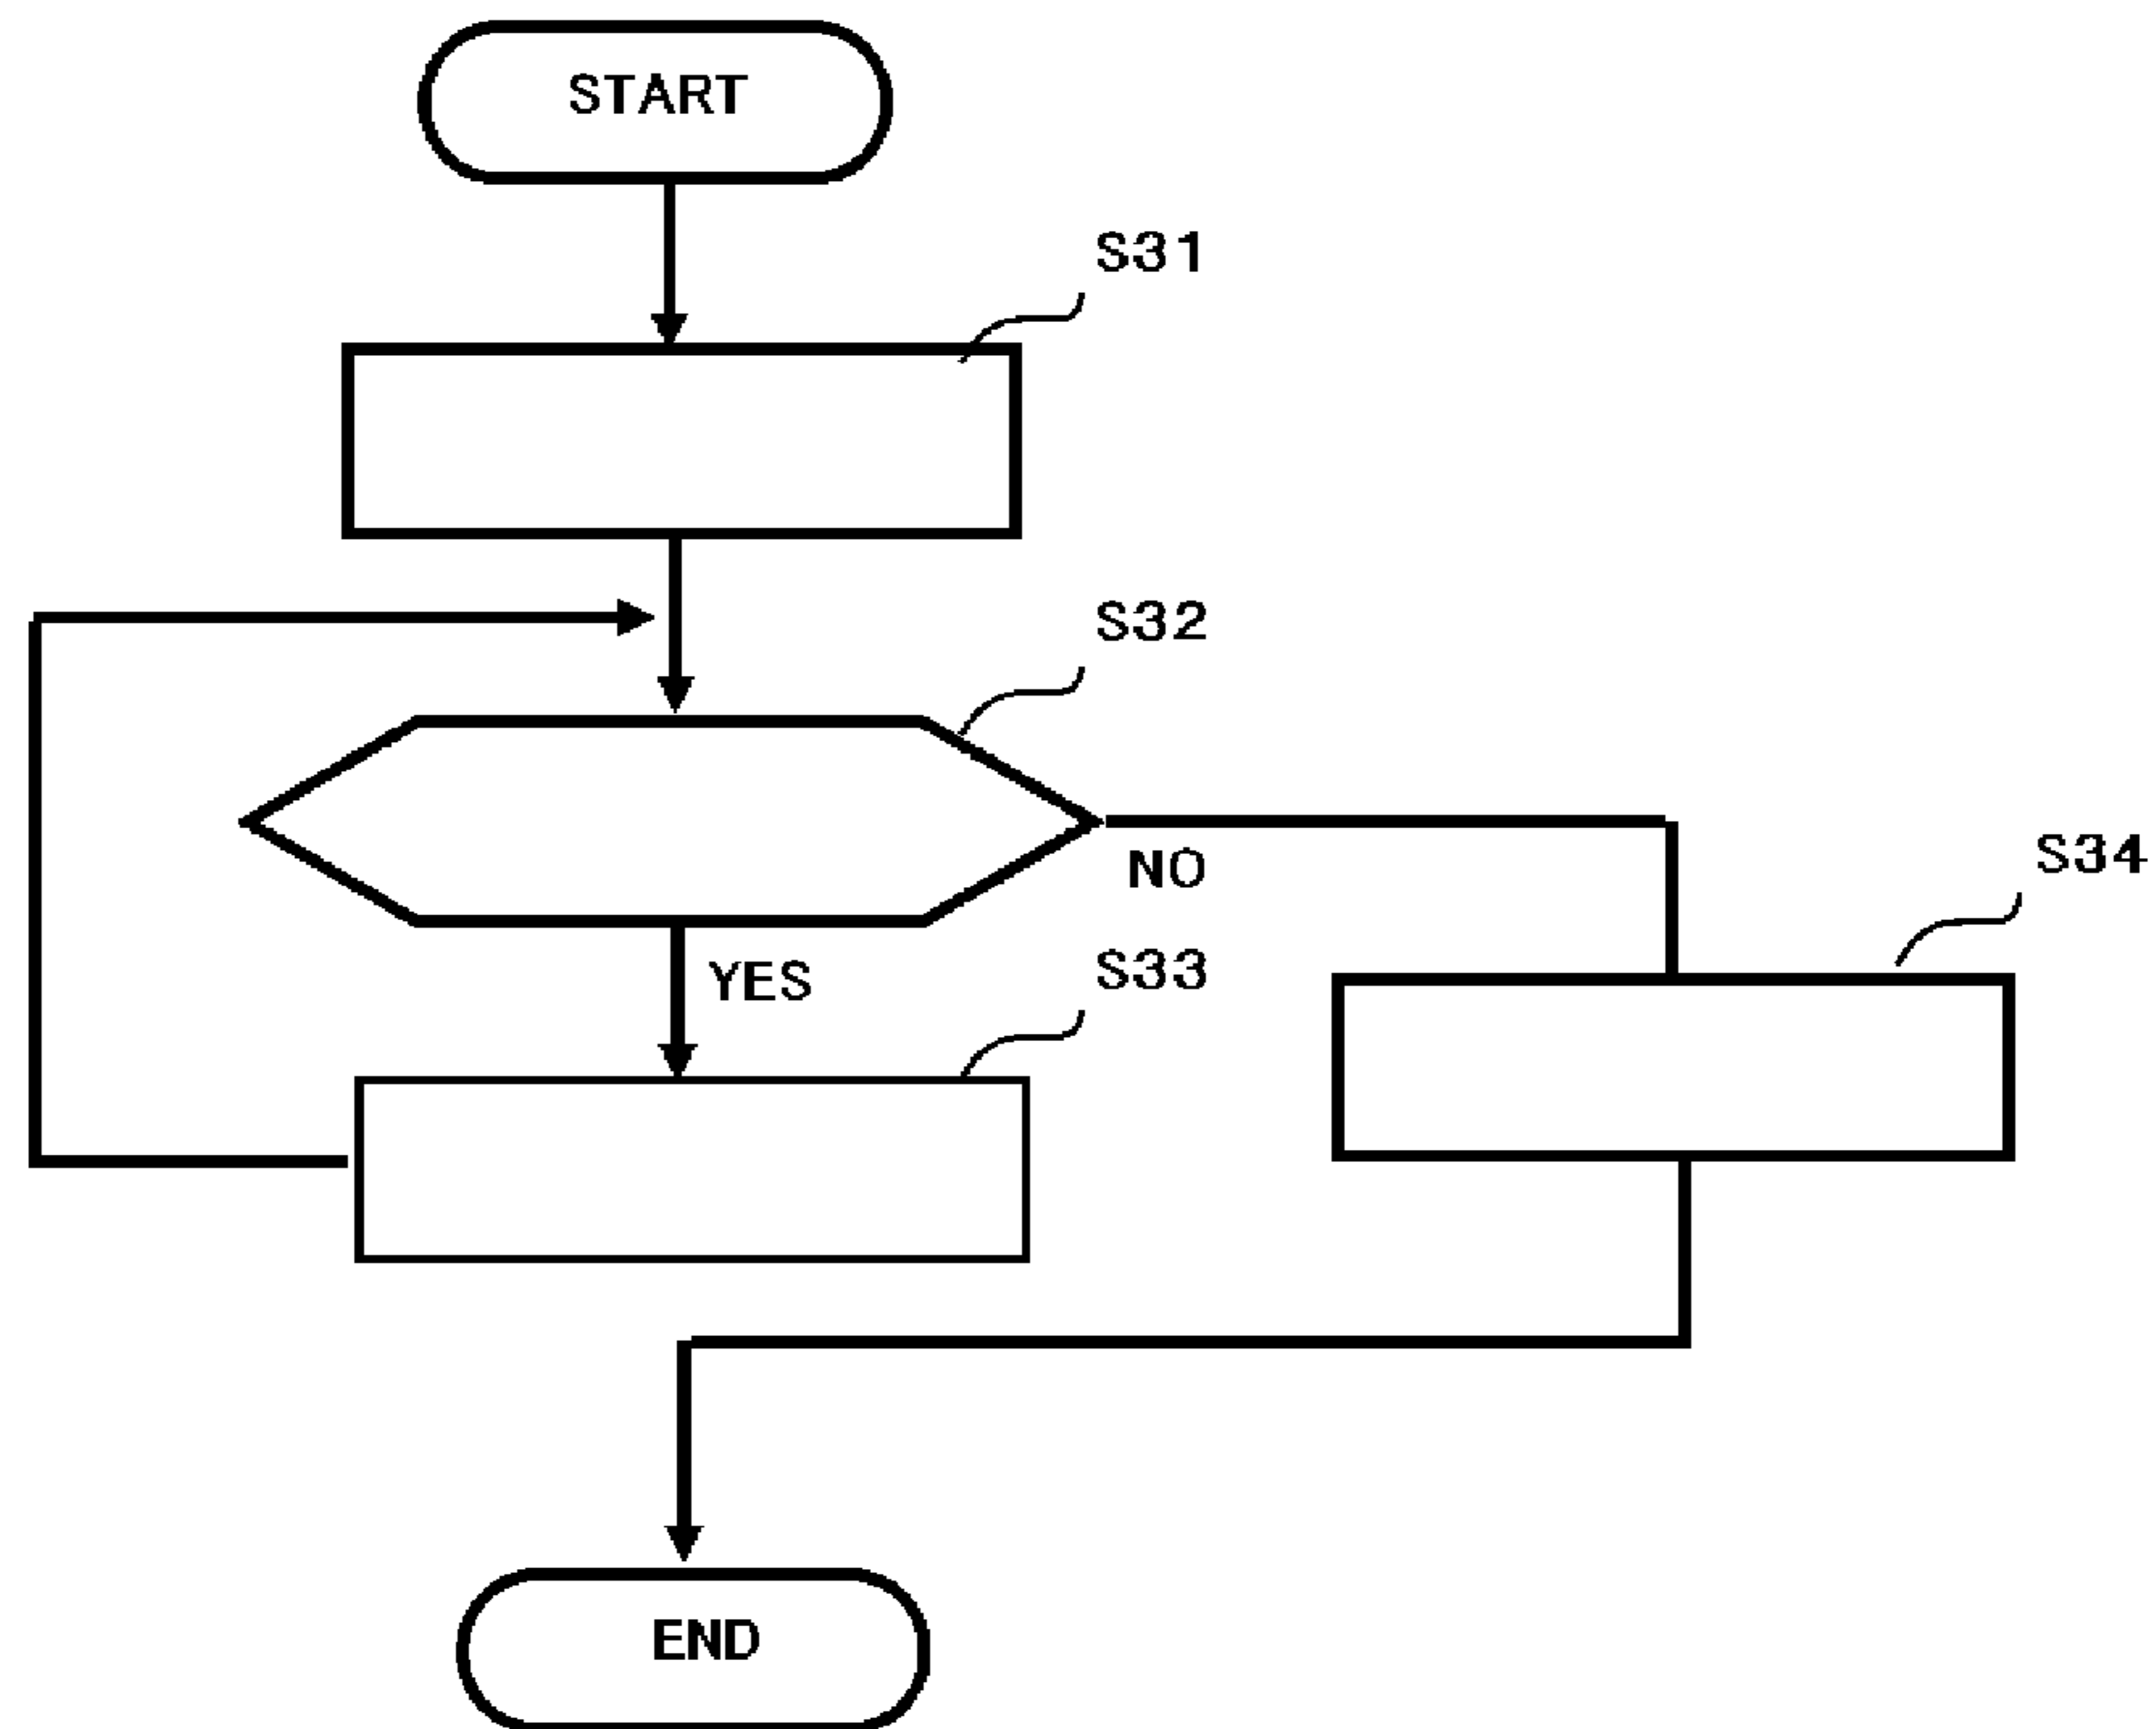 START
S31
S32
NO
S34
YES
S33
END